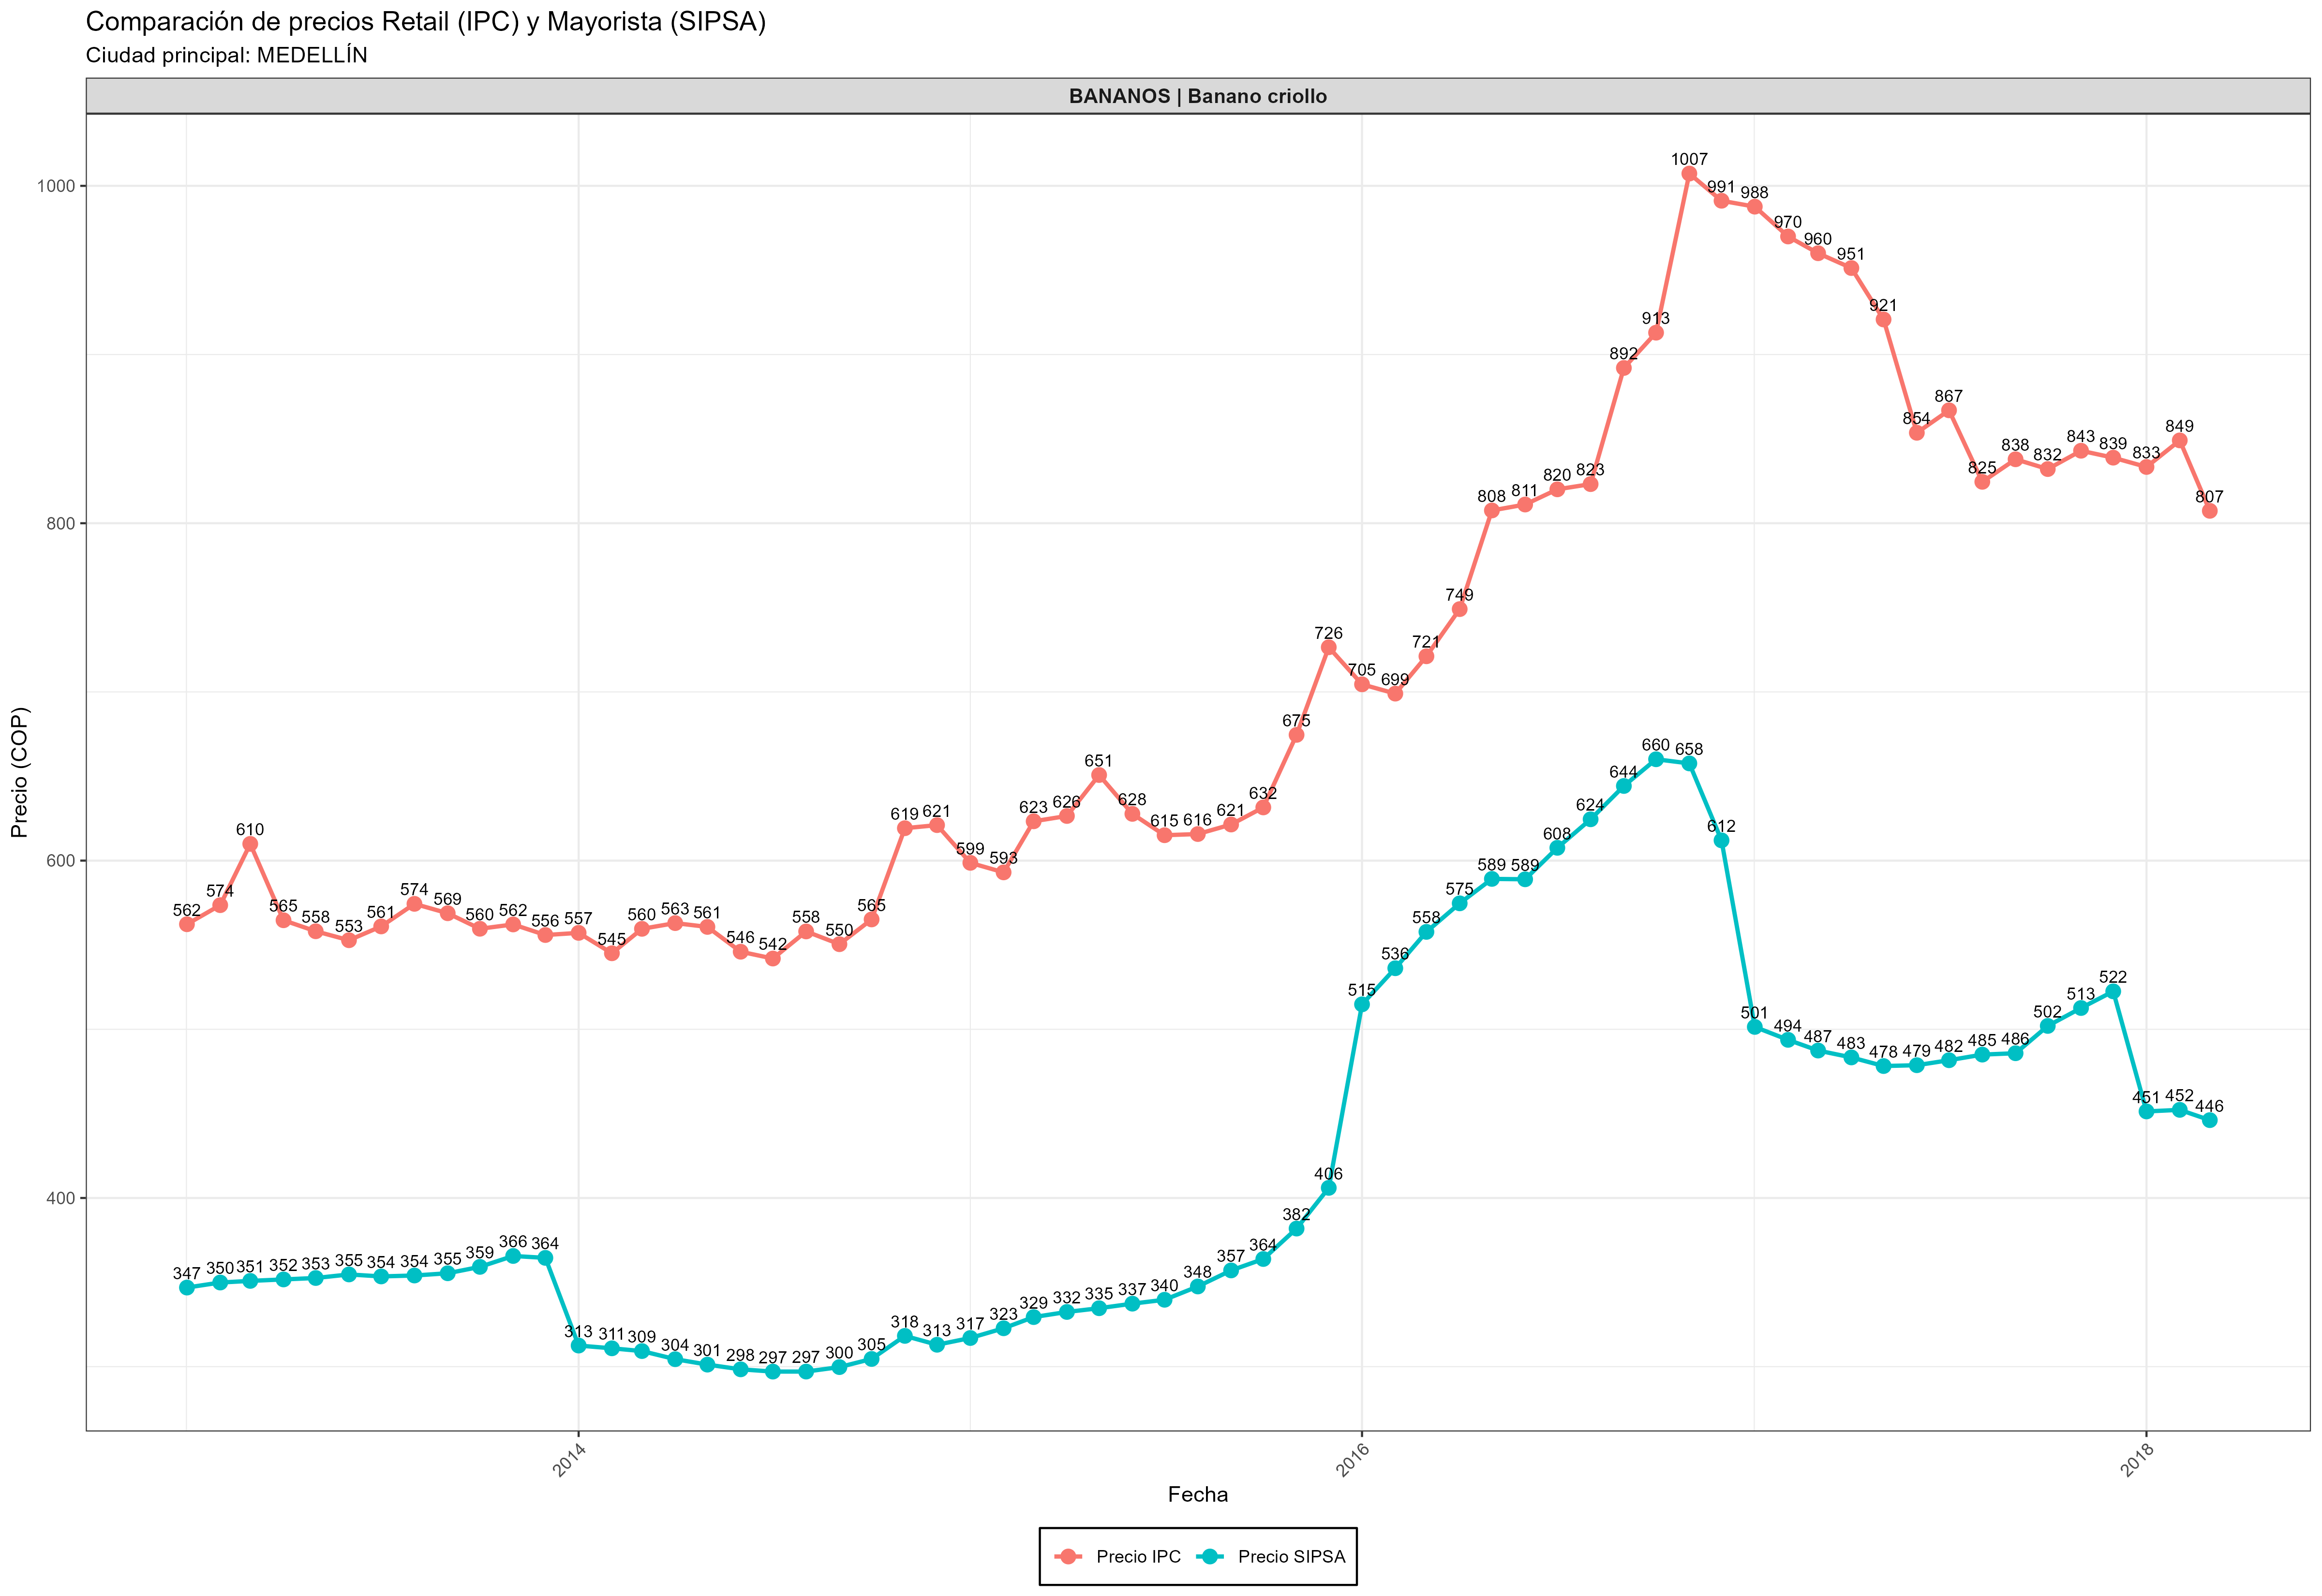 Comparación de precios Retail (IPC) y Mayorista (SIPSA)
Ciudad principal: MEDELLÍN
BANANOS | Banano criollo
Precio (COP)
1000
800
600
400
562 574 610 565 558 553 561 574 569 560 562 556 557 545 560 563 561 546 542 558 550 565 619 621 599 593 623 626 651 628 615 616 621 632 675 726 705 699 721 749 808 811 820 823 892 913 1007 991 988 970 960 951 921 854 867 825 838 832 843 839 833 849 807
347 350 351 352 353 355 354 354 355 359 366 364 313 311 309 304 301 298 297 297 300 305 318 313 317 323 329 332 335 337 340 348 357 364 382 406 515 536 558 575 589 589 608 624 644 660 658 612 501 494 487 483 478 479 482 485 486 502 513 522 451 452 446
2014 2016 2018
Fecha
Precio IPC Precio SIPSA